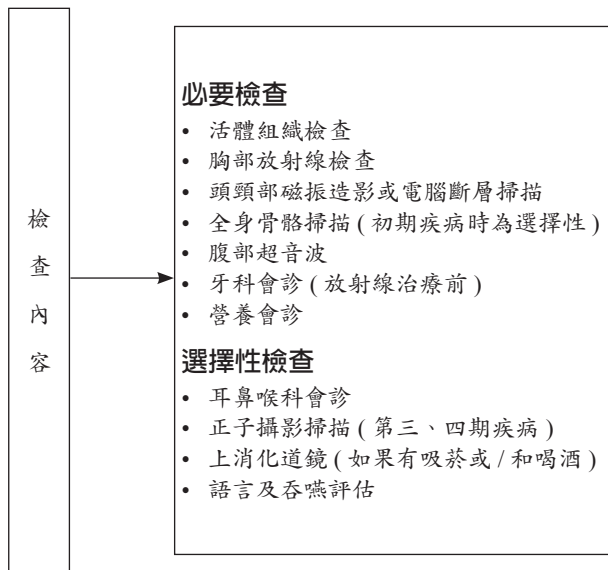 檢查內容
必要檢查
• 活體組織檢查
• 胸部放射線檢查
• 頭頸部磁振造影或電腦斷層掃描
• 全身骨骼掃描 ( 初期疾病時為選擇性 )
• 腹部超音波
• 牙科會診 ( 放射線治療前 )
• 營養會診
選擇性檢查
• 耳鼻喉科會診
• 正子攝影掃描 ( 第三、四期疾病 )
• 上消化道鏡 ( 如果有吸菸或 / 和喝酒 )
• 語言及吞嚥評估